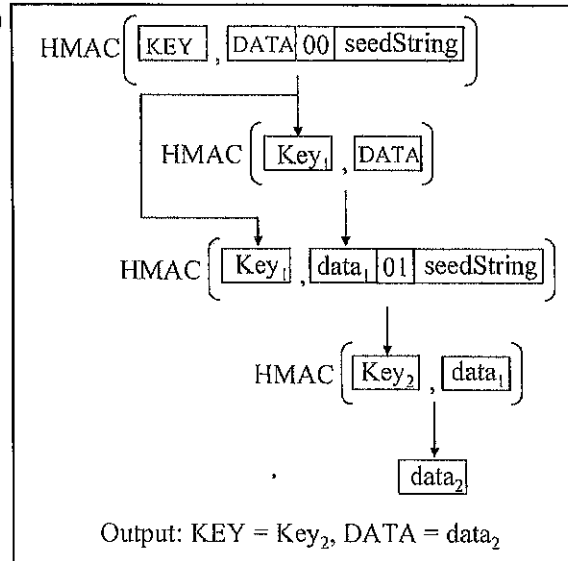 HMAC ( KEY , DATA 00 seedString )
HMAC ( Key₁ , DATA )
HMAC ( Key₁ , data₁ 01 seedString )
HMAC ( Key₂ , data₁ )
data₂
Output: KEY = Key₂, DATA = data₂